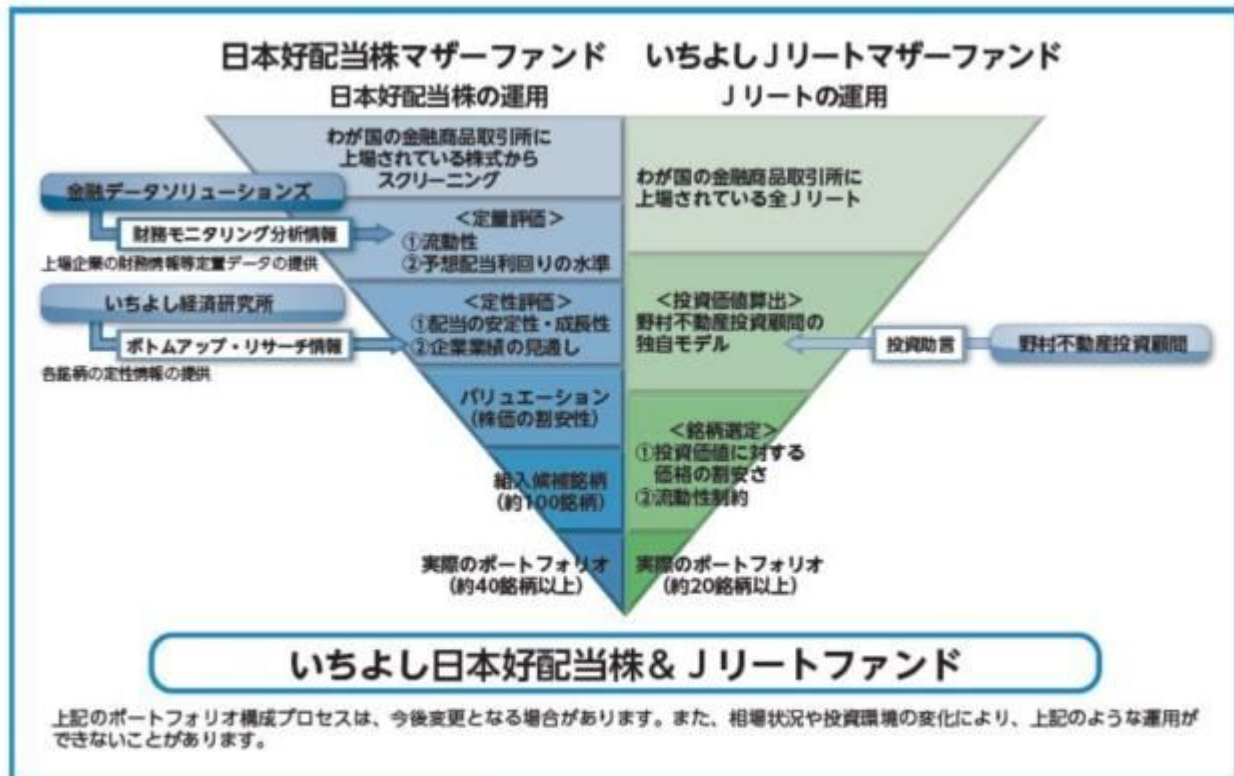 日本好配当株マザーファンド
日本好配当株の運用
わが国の金融商品取引所に
上場されている株式から
スクリーニング
金融データソリューションズ
財務モニタリング分析情報
上場企業の財務情報等定量データの提供
＜定量評価＞
①流動性
②予想配当利回りの水準
いちよし経済研究所
ボトムアップ・リサーチ情報
各銘柄の定性情報の提供
＜定性評価＞
①配当の安定性・成長性
②企業業績の見通し
バリュエーション
(株価の割安性)
組入候補銘柄
(約100銘柄)
実際のポートフォリオ
(約40銘柄以上)
いちよしJリートマザーファンド
Jリートの運用
わが国の金融商品取引所に
上場されている全Jリート
＜投資価値算出＞
野村不動産投資顧問の
独自モデル
投資助言
野村不動産投資顧問
＜銘柄選定＞
①投資価値に対する
価格の割安さ
②流動性制約
実際のポートフォリオ
(約20銘柄以上)
いちよし日本好配当株＆Jリートファンド
上記のポートフォリオ構成プロセスは、今後変更となる場合があります。また、相場状況や投資環境の変化により、上記のような運用が
できないことがあります。